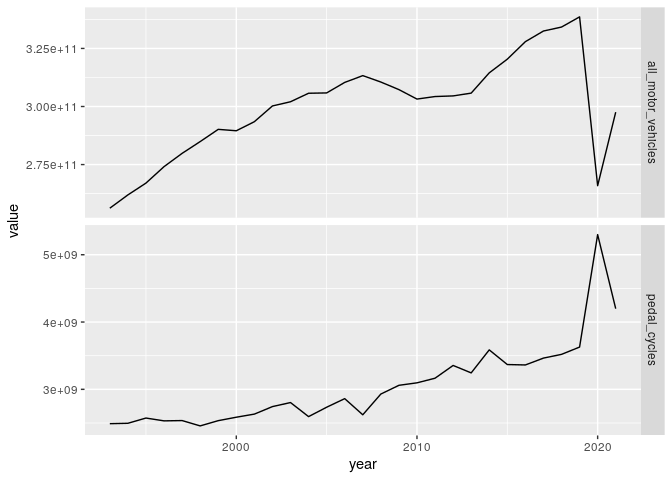 3.25e+11
3.00e+11
2.75e+11
all_motor_vehicles
value
5e+09
4e+09
3e+09
pedal_cycles
2000 2010 2020
year